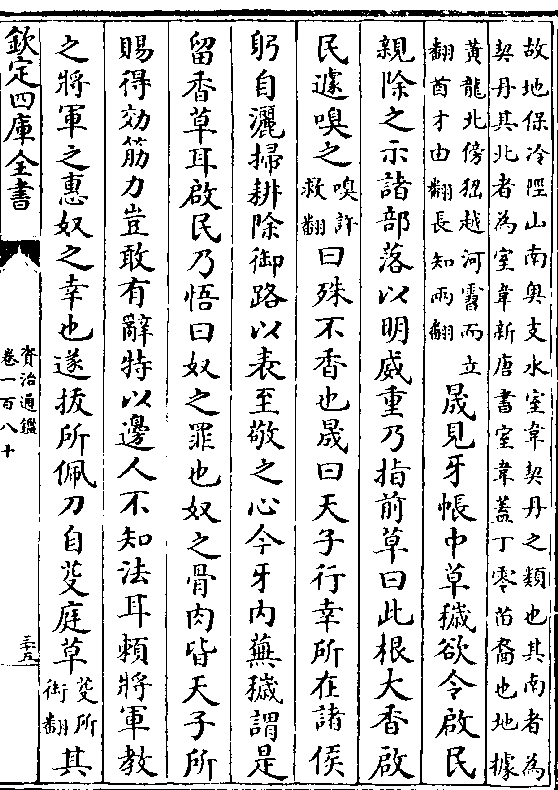 故地保冷陘山南奥支水室韋契丹之類也其南者為
契丹其北者為室韋新唐書室韋蓋丁零苗裔也地據
黃龍北傍猺越河霫而立
翻酋才由翻長知兩翻
晟見牙帳中草穢欲令啟民
親除之示諸部落以明威重乃指前草曰此根大香啟
民遽嗅之
嗅許
救翻
曰殊不香也晟曰天子行幸所在諸侯
躬自灑掃耕除御路以表至敬之心今牙内蕪穢謂是
留香草耳啟民乃悟曰奴之罪也奴之骨肉皆天子所
賜得效筋力豈敢有辭特以邊人不知法耳頼將軍教
之將軍之惠奴之幸也遂拔所佩刀自芟庭草
芟所
銜翻
其
欽定四庫全書
資治通鑑
卷一百八十